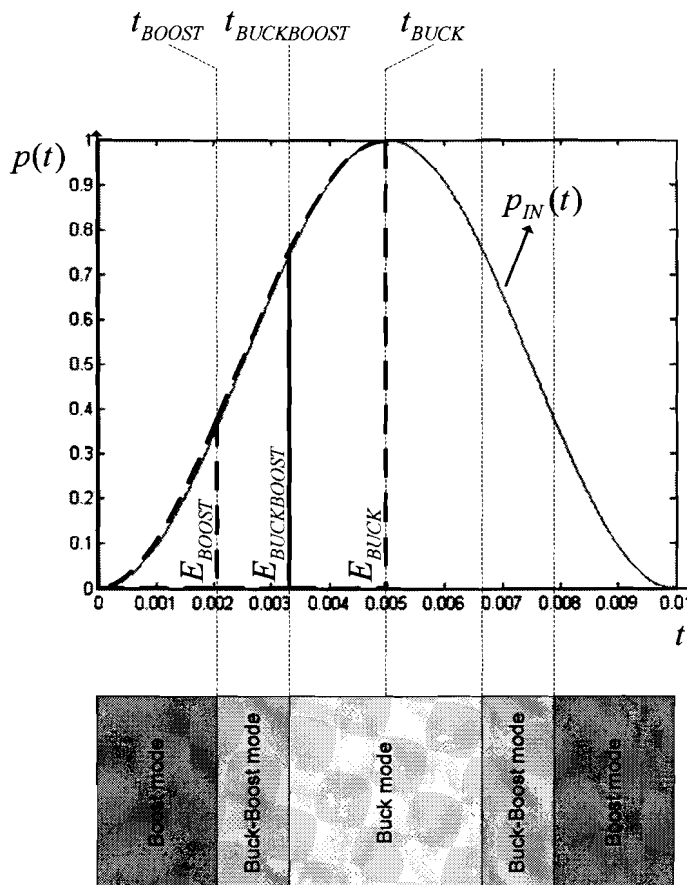 t_BOOST t_BUCKBOOST t_BUCK
p(t)
1
0.9
0.8
0.7
0.6
0.5
0.4
0.3
0.2
0.1
0
p_IN(t)
E_BOOST
E_BUCKBOOST
E_BUCK
0 0.001 0.002 0.003 0.004 0.005 0.006 0.007 0.008 0.009 0.01
t
Boost mode
Buck-Boost mode
Buck mode
Buck-Boost mode
Boost mode